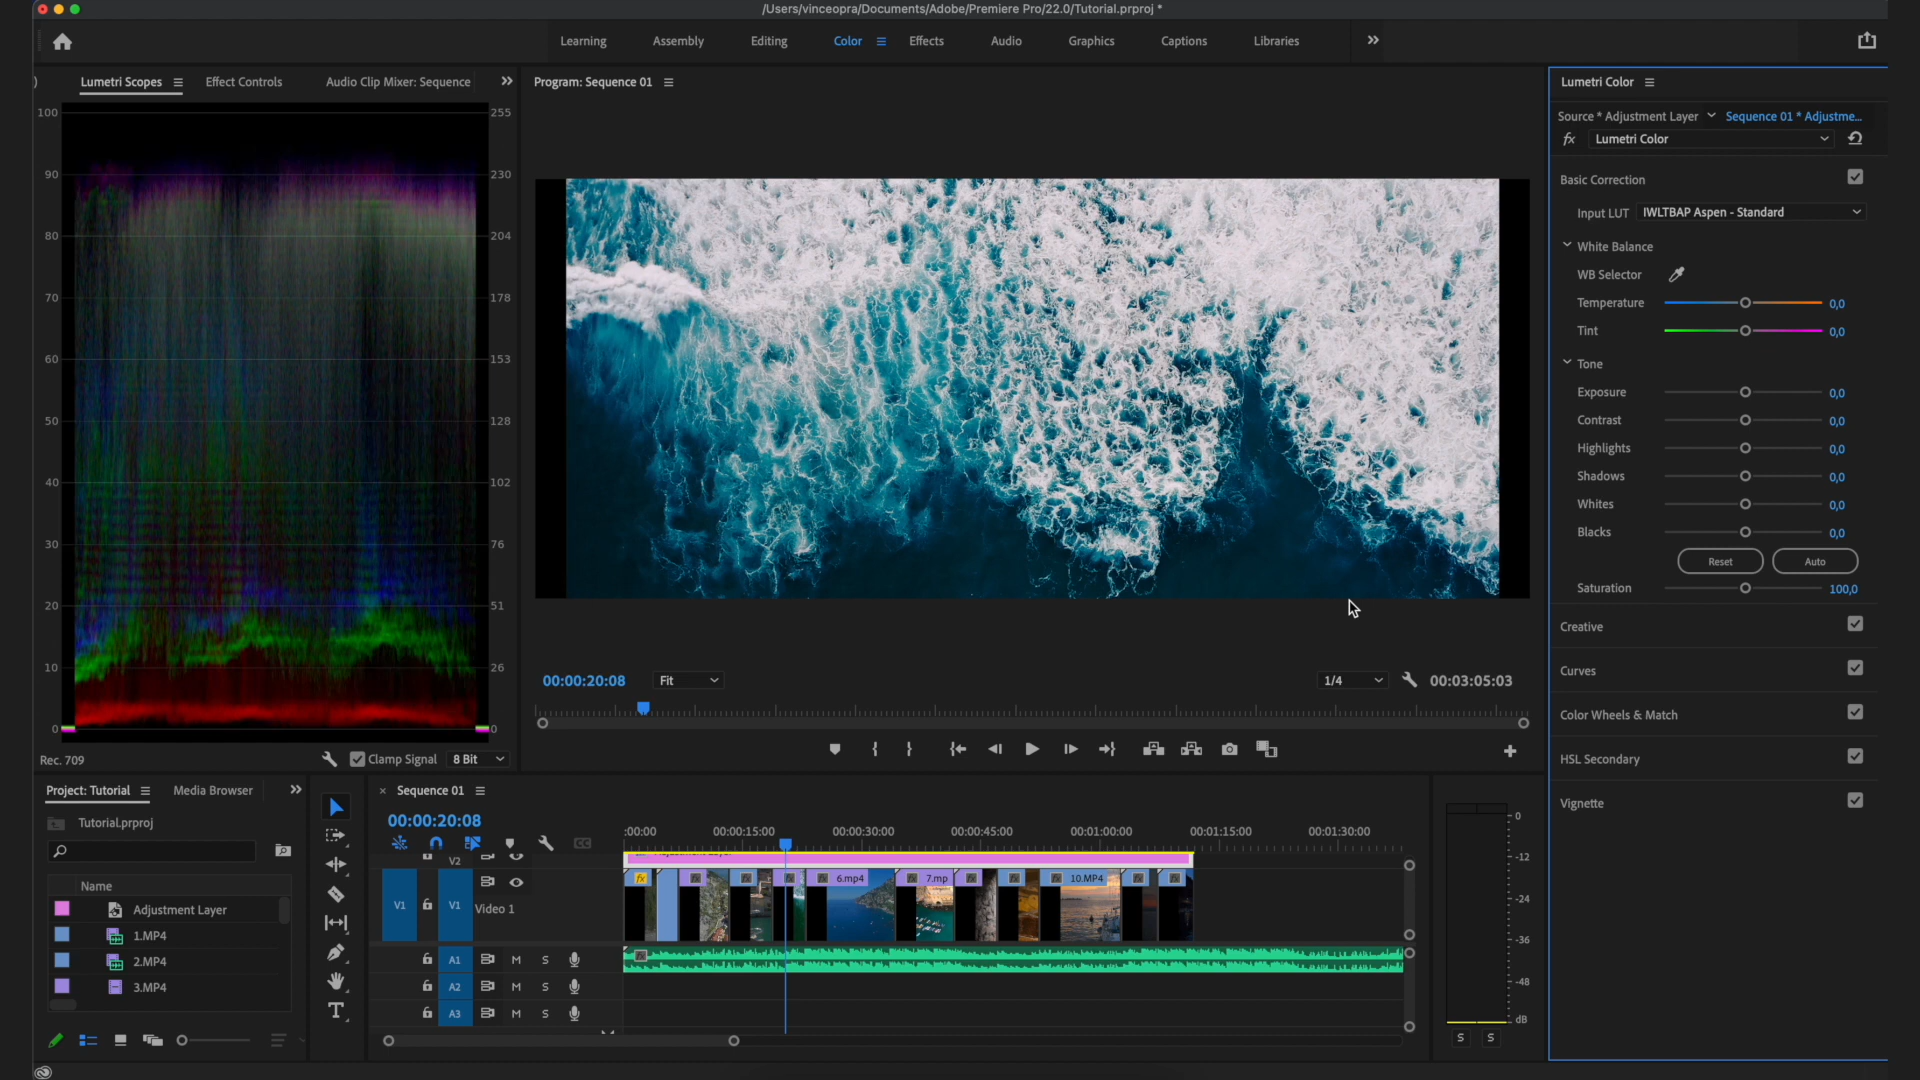 /Users/vinceopra/Documents/Adobe/Premiere Pro/22.0/Tutorial.prproj *
Learning
Assembly
Editing
Color
Effects
Audio
Graphics
Captions
Libraries
Lumetri Scopes
Effect Controls
Audio Clip Mixer: Sequence
100
90
80
70
60
50
40
30
20
10
0
255
230
204
178
153
128
102
76
51
26
0
Rec. 709
Clamp Signal
8 Bit
Program: Sequence 01
00:00:20:08
Fit
1/4
00:03:05:03
Lumetri Color
Source * Adjustment Layer
Sequence 01 * Adjustme...
fx
Lumetri Color
Basic Correction
Input LUT
IWLTBAP Aspen - Standard
White Balance
WB Selector
Temperature
0,0
Tint
0,0
Tone
Exposure
0,0
Contrast
0,0
Highlights
0,0
Shadows
0,0
Whites
0,0
Blacks
0,0
Reset
Auto
Saturation
100,0
Creative
Curves
Color Wheels & Match
HSL Secondary
Vignette
Project: Tutorial
Media Browser
Tutorial.prproj
Name
Adjustment Layer
1.MP4
2.MP4
3.MP4
Sequence 01
00:00:20:08
:00:00
00:00:15:00
00:00:30:00
00:00:45:00
00:01:00:00
00:01:15:00
00:01:30:00
V2
V1
V1
Video 1
fx
6.mp4
7.mp
10.MP4
A1
M
S
A2
M
S
A3
M
S
0
-12
-24
-36
-48
dB
S
S